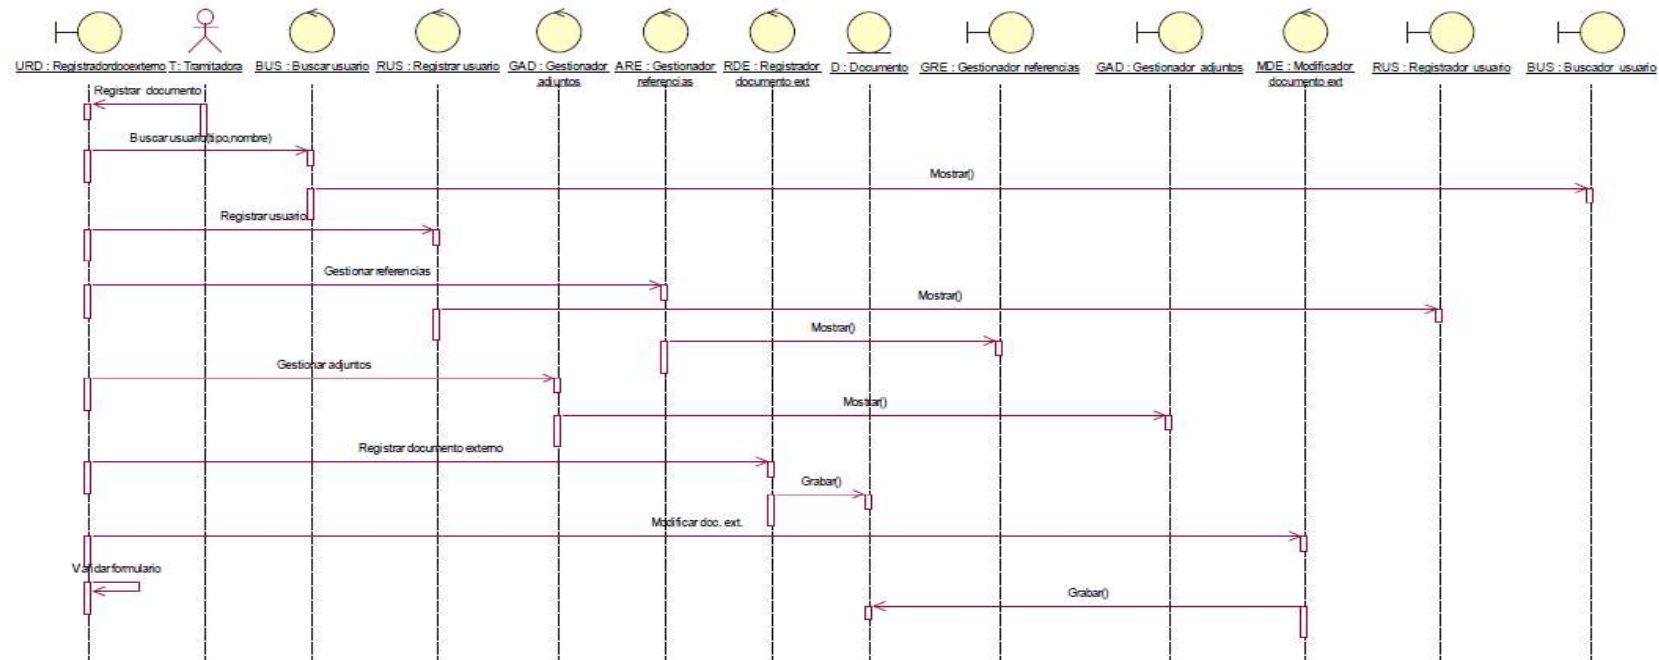 URD : Registradordocexterno
T : Tramitadora
BUS : Buscar usuario
RUS : Registrar usuario
GAD : Gestionador
adjuntos
ARE : Gestionador
referencias
RDE : Registrador
documento ext
D : Documento
GRE : Gestionador referencias
GAD : Gestionador adjuntos
MDE : Modificador
documento ext
RUS : Registrador usuario
BUS : Buscador usuario
Registrar documento
Buscar usuario(tipo,nombre)
Mostrar()
Registrar usuario
Gestionar referencias
Mostrar()
Mostrar()
Gestionar adjuntos
Mostrar()
Registrar documento externo
Grabar()
Modificar doc. ext.
Validar formulario
Grabar()